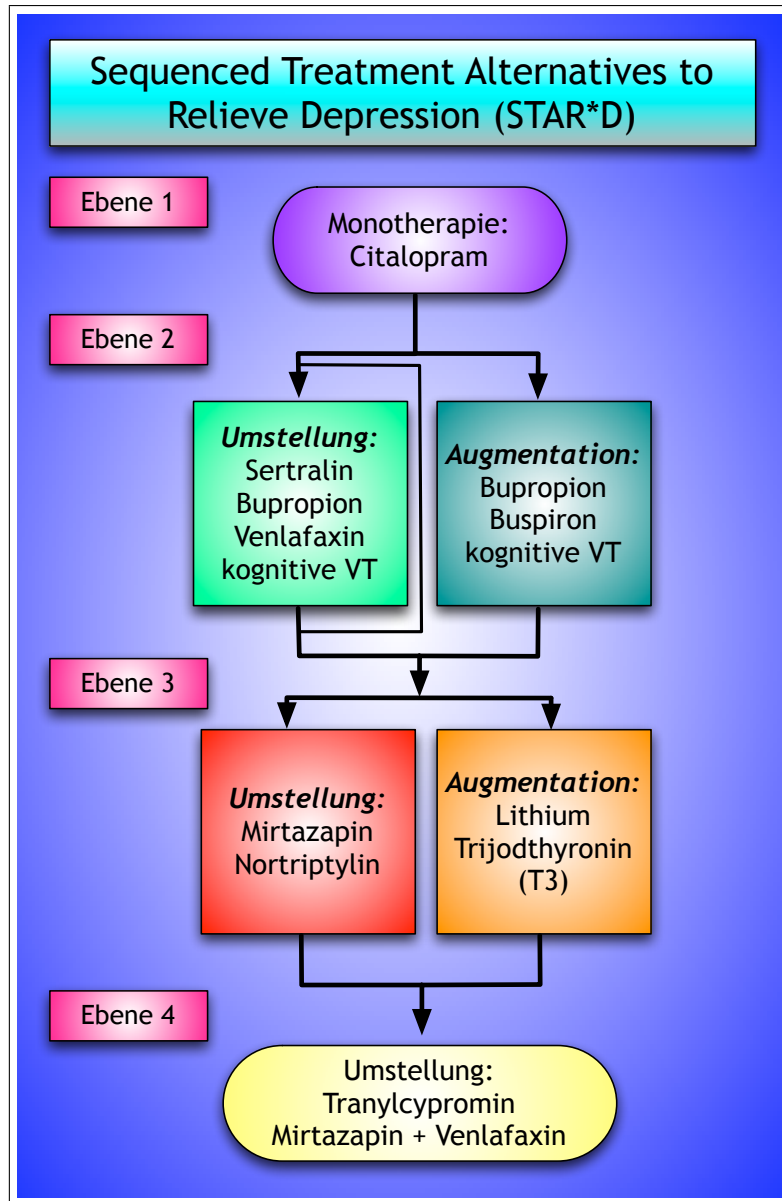 Sequenced Treatment Alternatives to
Relieve Depression (STAR*D)
Ebene 1
Monotherapie:
Citalopram
Ebene 2
Umstellung:
Sertralin
Bupropion
Venlafaxin
kognitive VT
Augmentation:
Bupropion
Buspiron
kognitive VT
Ebene 3
Umstellung:
Mirtazapin
Nortriptylin
Augmentation:
Lithium
Trijodthyronin
(T3)
Ebene 4
Umstellung:
Tranylcypromin
Mirtazapin + Venlafaxin